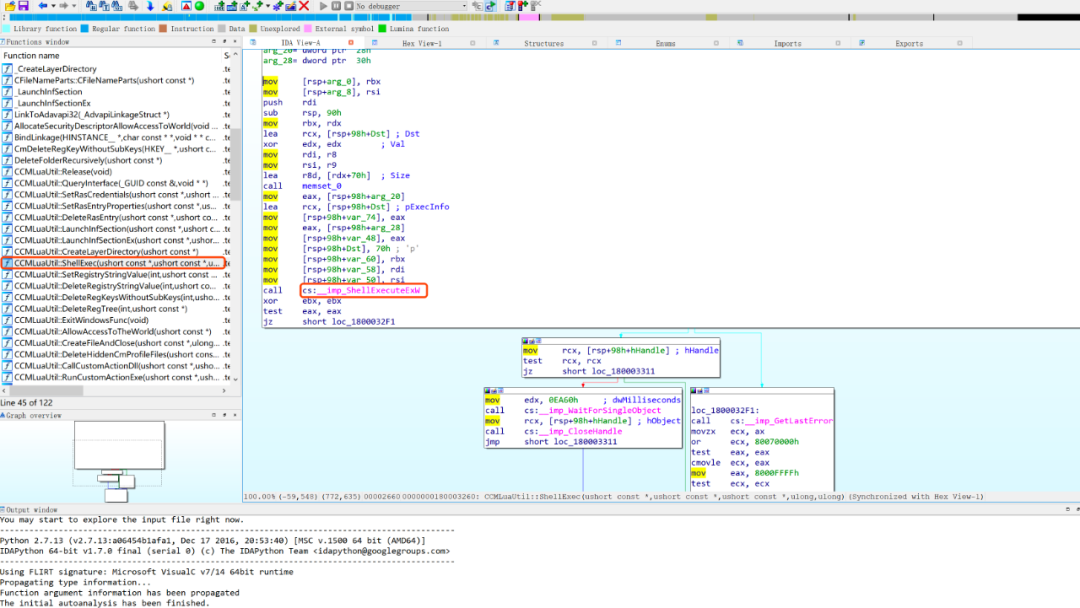 No debugger
Library function Regular function Instruction Data Unexplored External symbol Lumina function
Functions window
IDA View-A Hex View-1 Structures Enums Imports Exports
Function name
_CreateLayerDirectory
CFileNameParts::CFileNameParts(ushort const *)
_LaunchInfSection
_LaunchInfSectionEx
LinkToAdavapi32(_AdvapiLinkageStruct *)
AllocateSecurityDescriptorAllowAccessToWorld(void ...
BindLinkage(HINSTANCE__ *,char const * *,void * * c...
CmDeleteRegKeyWithoutSubKeys(HKEY__ *,ushort c...
DeleteFolderRecursively(ushort const *)
CCMLuaUtil::Release(void)
CCMLuaUtil::QueryInterface(_GUID const &,void * *)
CCMLuaUtil::SetRasCredentials(ushort const *,ushort ...
CCMLuaUtil::SetRasEntryProperties(ushort const *,us...
CCMLuaUtil::DeleteRasEntry(ushort const *,ushort co...
CCMLuaUtil::LaunchInfSection(ushort const *,ushort c...
CCMLuaUtil::LaunchInfSectionEx(ushort const *,ushor...
CCMLuaUtil::CreateLayerDirectory(ushort const *)
CCMLuaUtil::ShellExec(ushort const *,ushort const *,u...
CCMLuaUtil::SetRegistryStringValue(int,ushort const ...
CCMLuaUtil::DeleteRegistryStringValue(int,ushort con...
CCMLuaUtil::DeleteRegKeysWithoutSubKeys(int,usho...
CCMLuaUtil::DeleteRegTree(int,ushort const *)
CCMLuaUtil::ExitWindowsFunc(void)
CCMLuaUtil::AllowAccessToTheWorld(ushort const *)
CCMLuaUtil::CreateFileAndClose(ushort const *,ulong...
CCMLuaUtil::DeleteHiddenCmProfileFiles(ushort cons...
CCMLuaUtil::CallCustomActionDll(ushort const *,usho...
CCMLuaUtil::RunCustomActionExe(ushort const *,ush...
Line 45 of 122
Graph overview
arg_20= dword ptr 28h
arg_28= dword ptr 30h
mov [rsp+arg_0], rbx
mov [rsp+arg_8], rsi
push rdi
sub rsp, 90h
mov rbx, rdx
lea rcx, [rsp+98h+Dst] ; Dst
xor edx, edx ; Val
mov rdi, r8
mov rsi, r9
lea r8d, [rdx+70h] ; Size
call memset_0
mov eax, [rsp+98h+arg_20]
lea rcx, [rsp+98h+Dst] ; pExecInfo
mov [rsp+98h+var_74], eax
mov eax, [rsp+98h+arg_28]
mov [rsp+98h+var_48], eax
mov [rsp+98h+Dst], 70h ; 'p'
mov [rsp+98h+var_60], rbx
mov [rsp+98h+var_58], rdi
mov [rsp+98h+var_50], rsi
call cs:__imp_ShellExecuteExW
xor ebx, ebx
test eax, eax
jz short loc_1800032F1
mov rcx, [rsp+98h+hHandle] ; hHandle
test rcx, rcx
jz short loc_180003311
mov edx, 0EA60h ; dwMilliseconds
call cs:__imp_WaitForSingleObject
mov rcx, [rsp+98h+hHandle] ; hObject
call cs:__imp_CloseHandle
jmp short loc_180003311
loc_1800032F1:
call cs:__imp_GetLastError
movzx ecx, ax
or ecx, 80070000h
test eax, eax
cmovle ecx, eax
mov eax, 8000FFFFh
test ecx, ecx
100.00% (-59,549) (772,635) 00002660 0000000180003260: CCMLuaUtil::ShellExec(ushort const *,ushort const *,ushort const *,ulong,ulong) (Synchronized with Hex View-1)
Output window
You may start to explore the input file right now.
Python 2.7.13 (v2.7.13:a06454b1afa1, Dec 17 2016, 20:53:40) [MSC v.1500 64 bit (AMD64)]
IDAPython 64-bit v1.7.0 final (serial 0) (c) The IDAPython Team <idapython@googlegroups.com>
Using FLIRT signature: Microsoft VisualC v7/14 64bit runtime
Propagating type information...
Function argument information has been propagated
The initial autoanalysis has been finished.